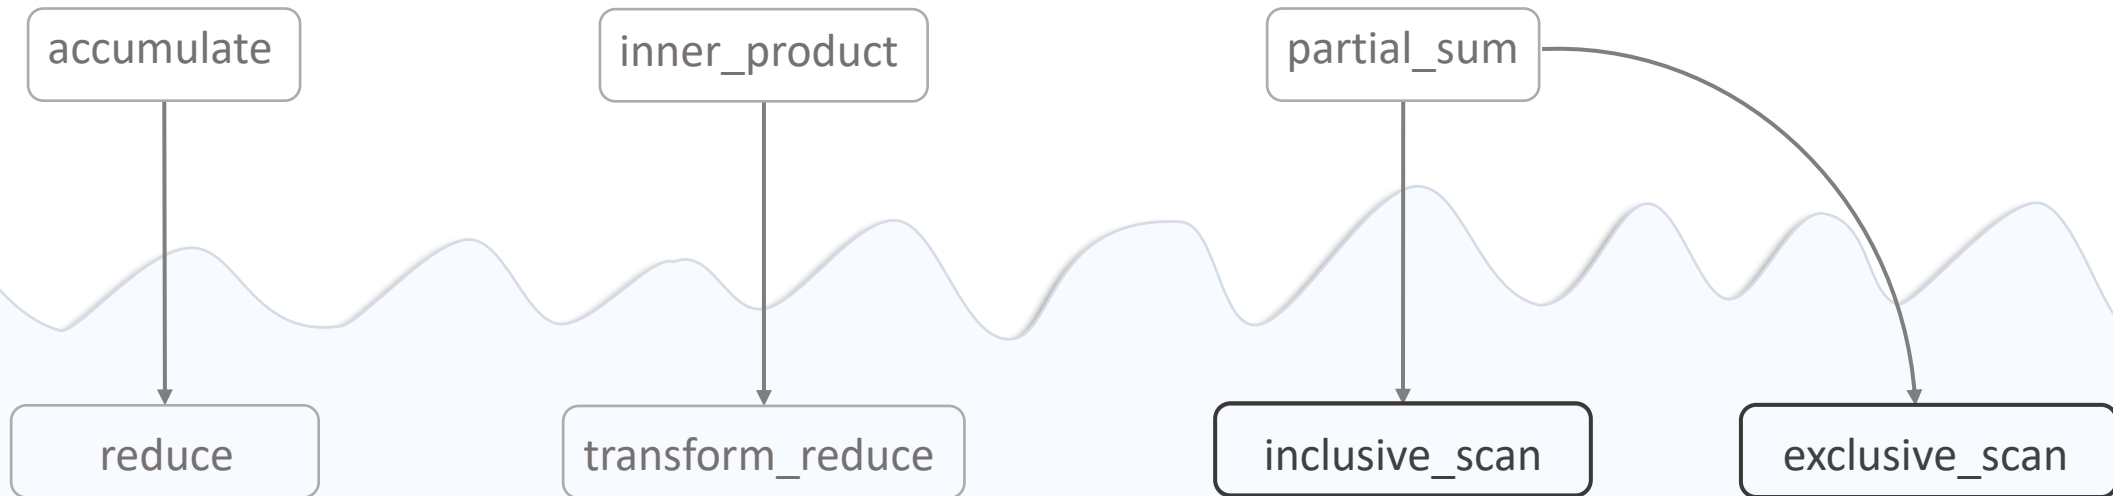 accumulate
inner_product
partial_sum
reduce
transform_reduce
inclusive_scan
exclusive_scan